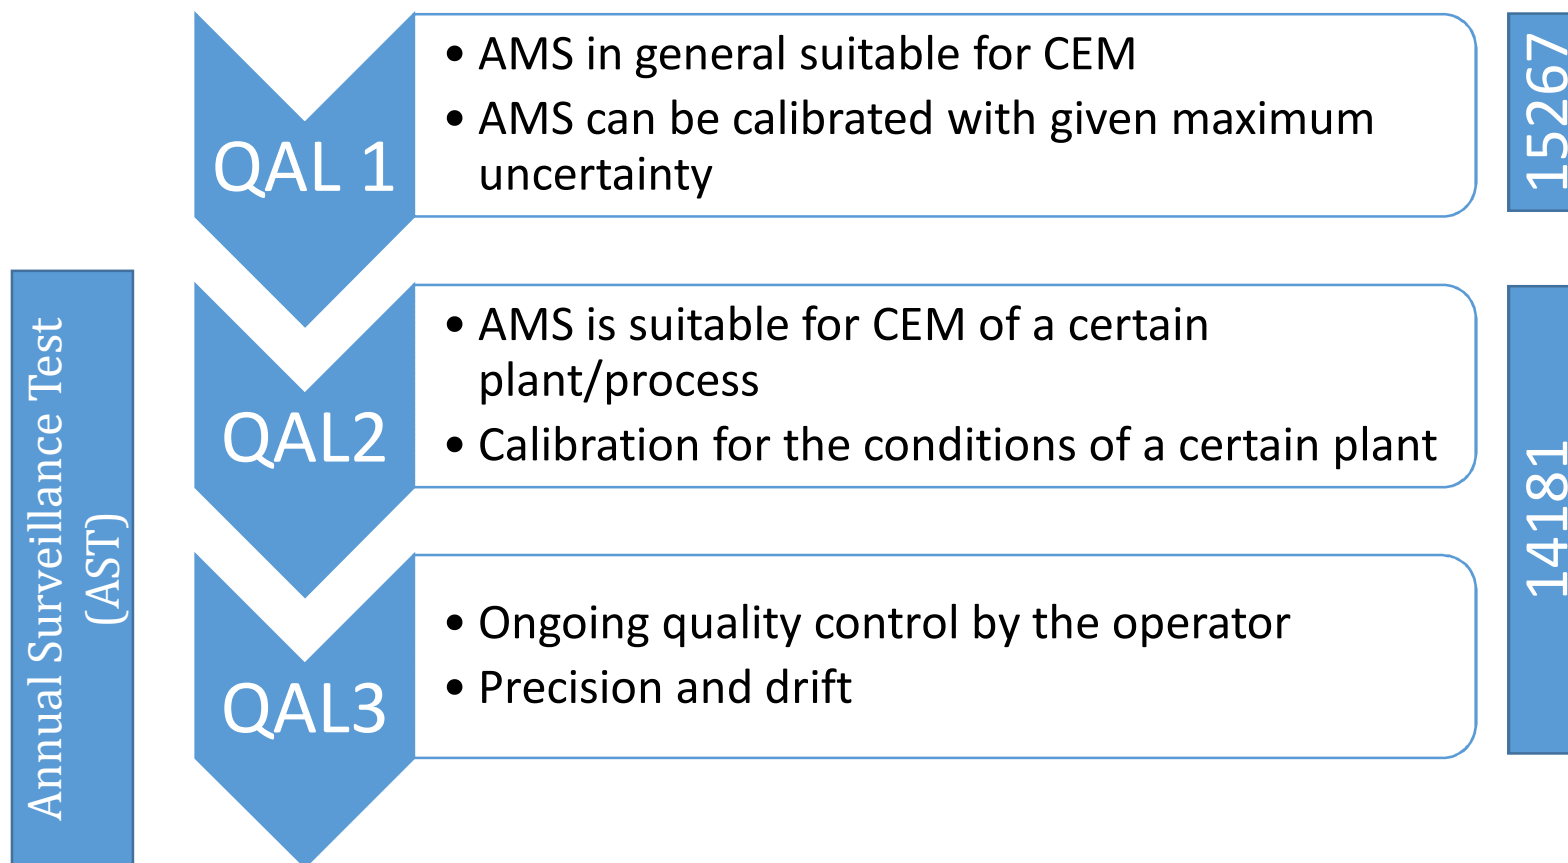 QAL 1
• AMS in general suitable for CEM
• AMS can be calibrated with given maximum
uncertainty
15267
Annual Surveillance Test
(AST)
QAL2
• AMS is suitable for CEM of a certain
plant/process
• Calibration for the conditions of a certain plant
14181
QAL3
• Ongoing quality control by the operator
• Precision and drift